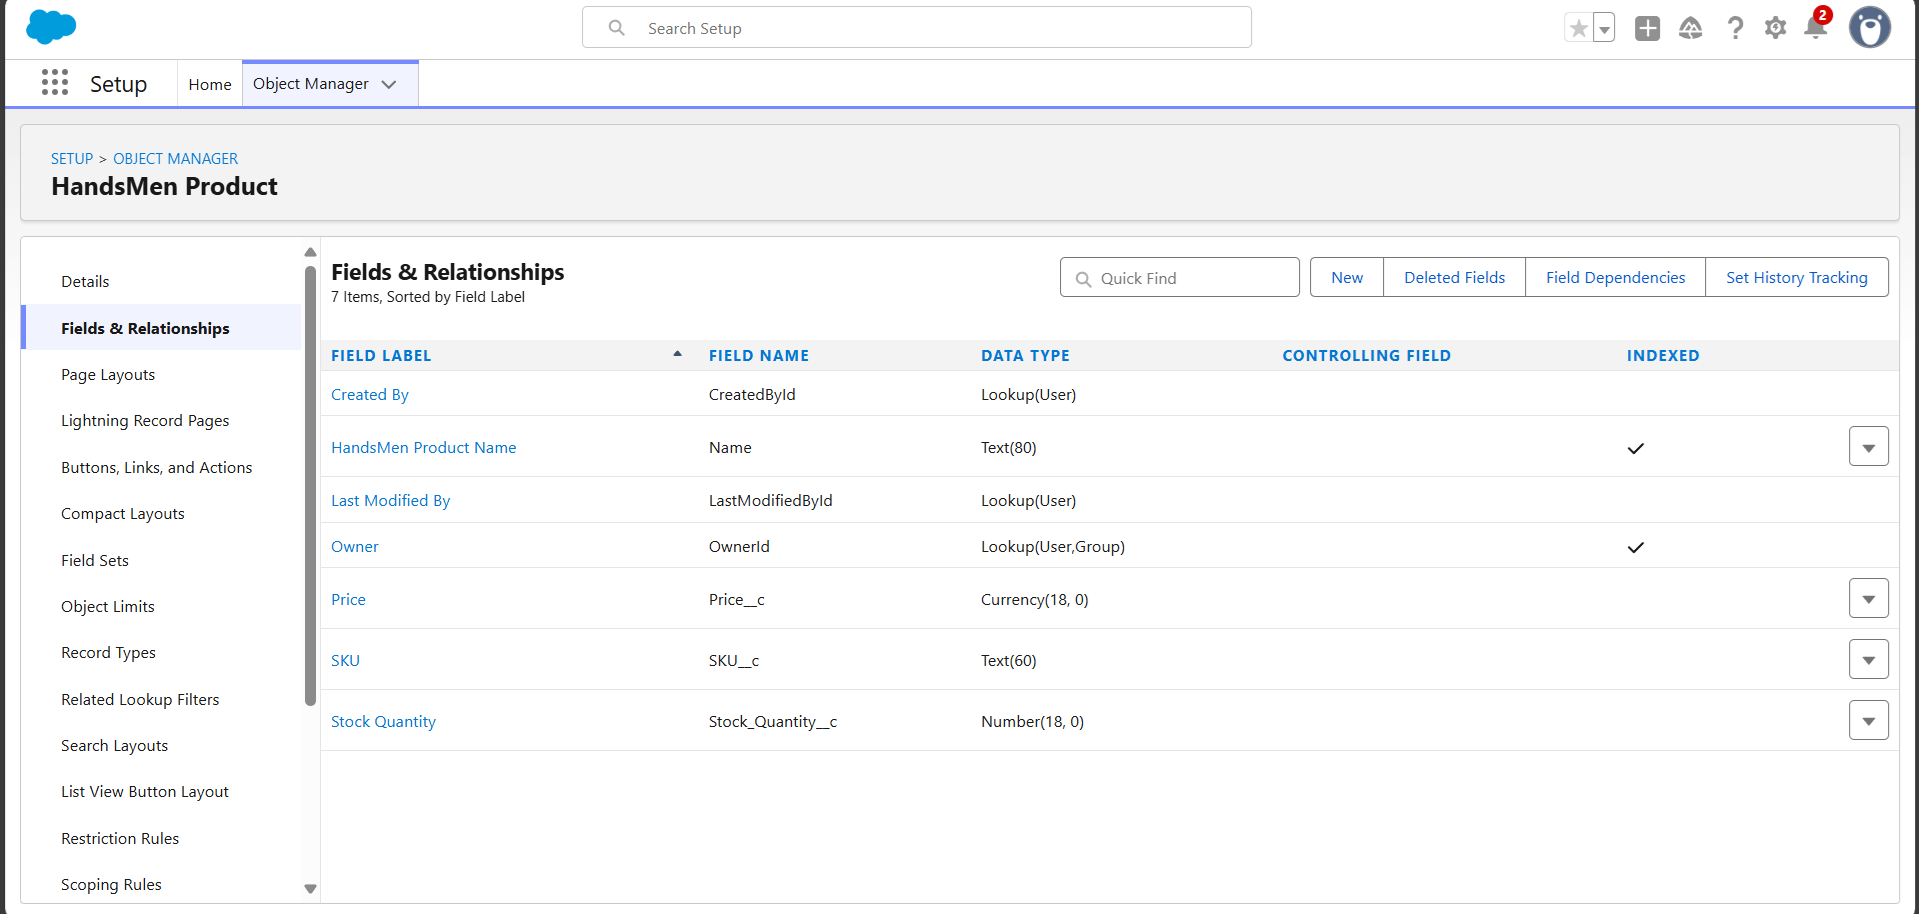 Search Setup
2
Setup
Home
Object Manager
SETUP > OBJECT MANAGER
HandsMen Product
Details
Fields & Relationships
Page Layouts
Lightning Record Pages
Buttons, Links, and Actions
Compact Layouts
Field Sets
Object Limits
Record Types
Related Lookup Filters
Search Layouts
List View Button Layout
Restriction Rules
Scoping Rules
Fields & Relationships
7 Items, Sorted by Field Label
Quick Find
New
Deleted Fields
Field Dependencies
Set History Tracking
FIELD LABEL FIELD NAME DATA TYPE CONTROLLING FIELD INDEXED
Created By CreatedById Lookup(User)
HandsMen Product Name Name Text(80)
Last Modified By LastModifiedById Lookup(User)
Owner OwnerId Lookup(User,Group)
Price Price__c Currency(18, 0)
SKU SKU__c Text(60)
Stock Quantity Stock_Quantity__c Number(18, 0)